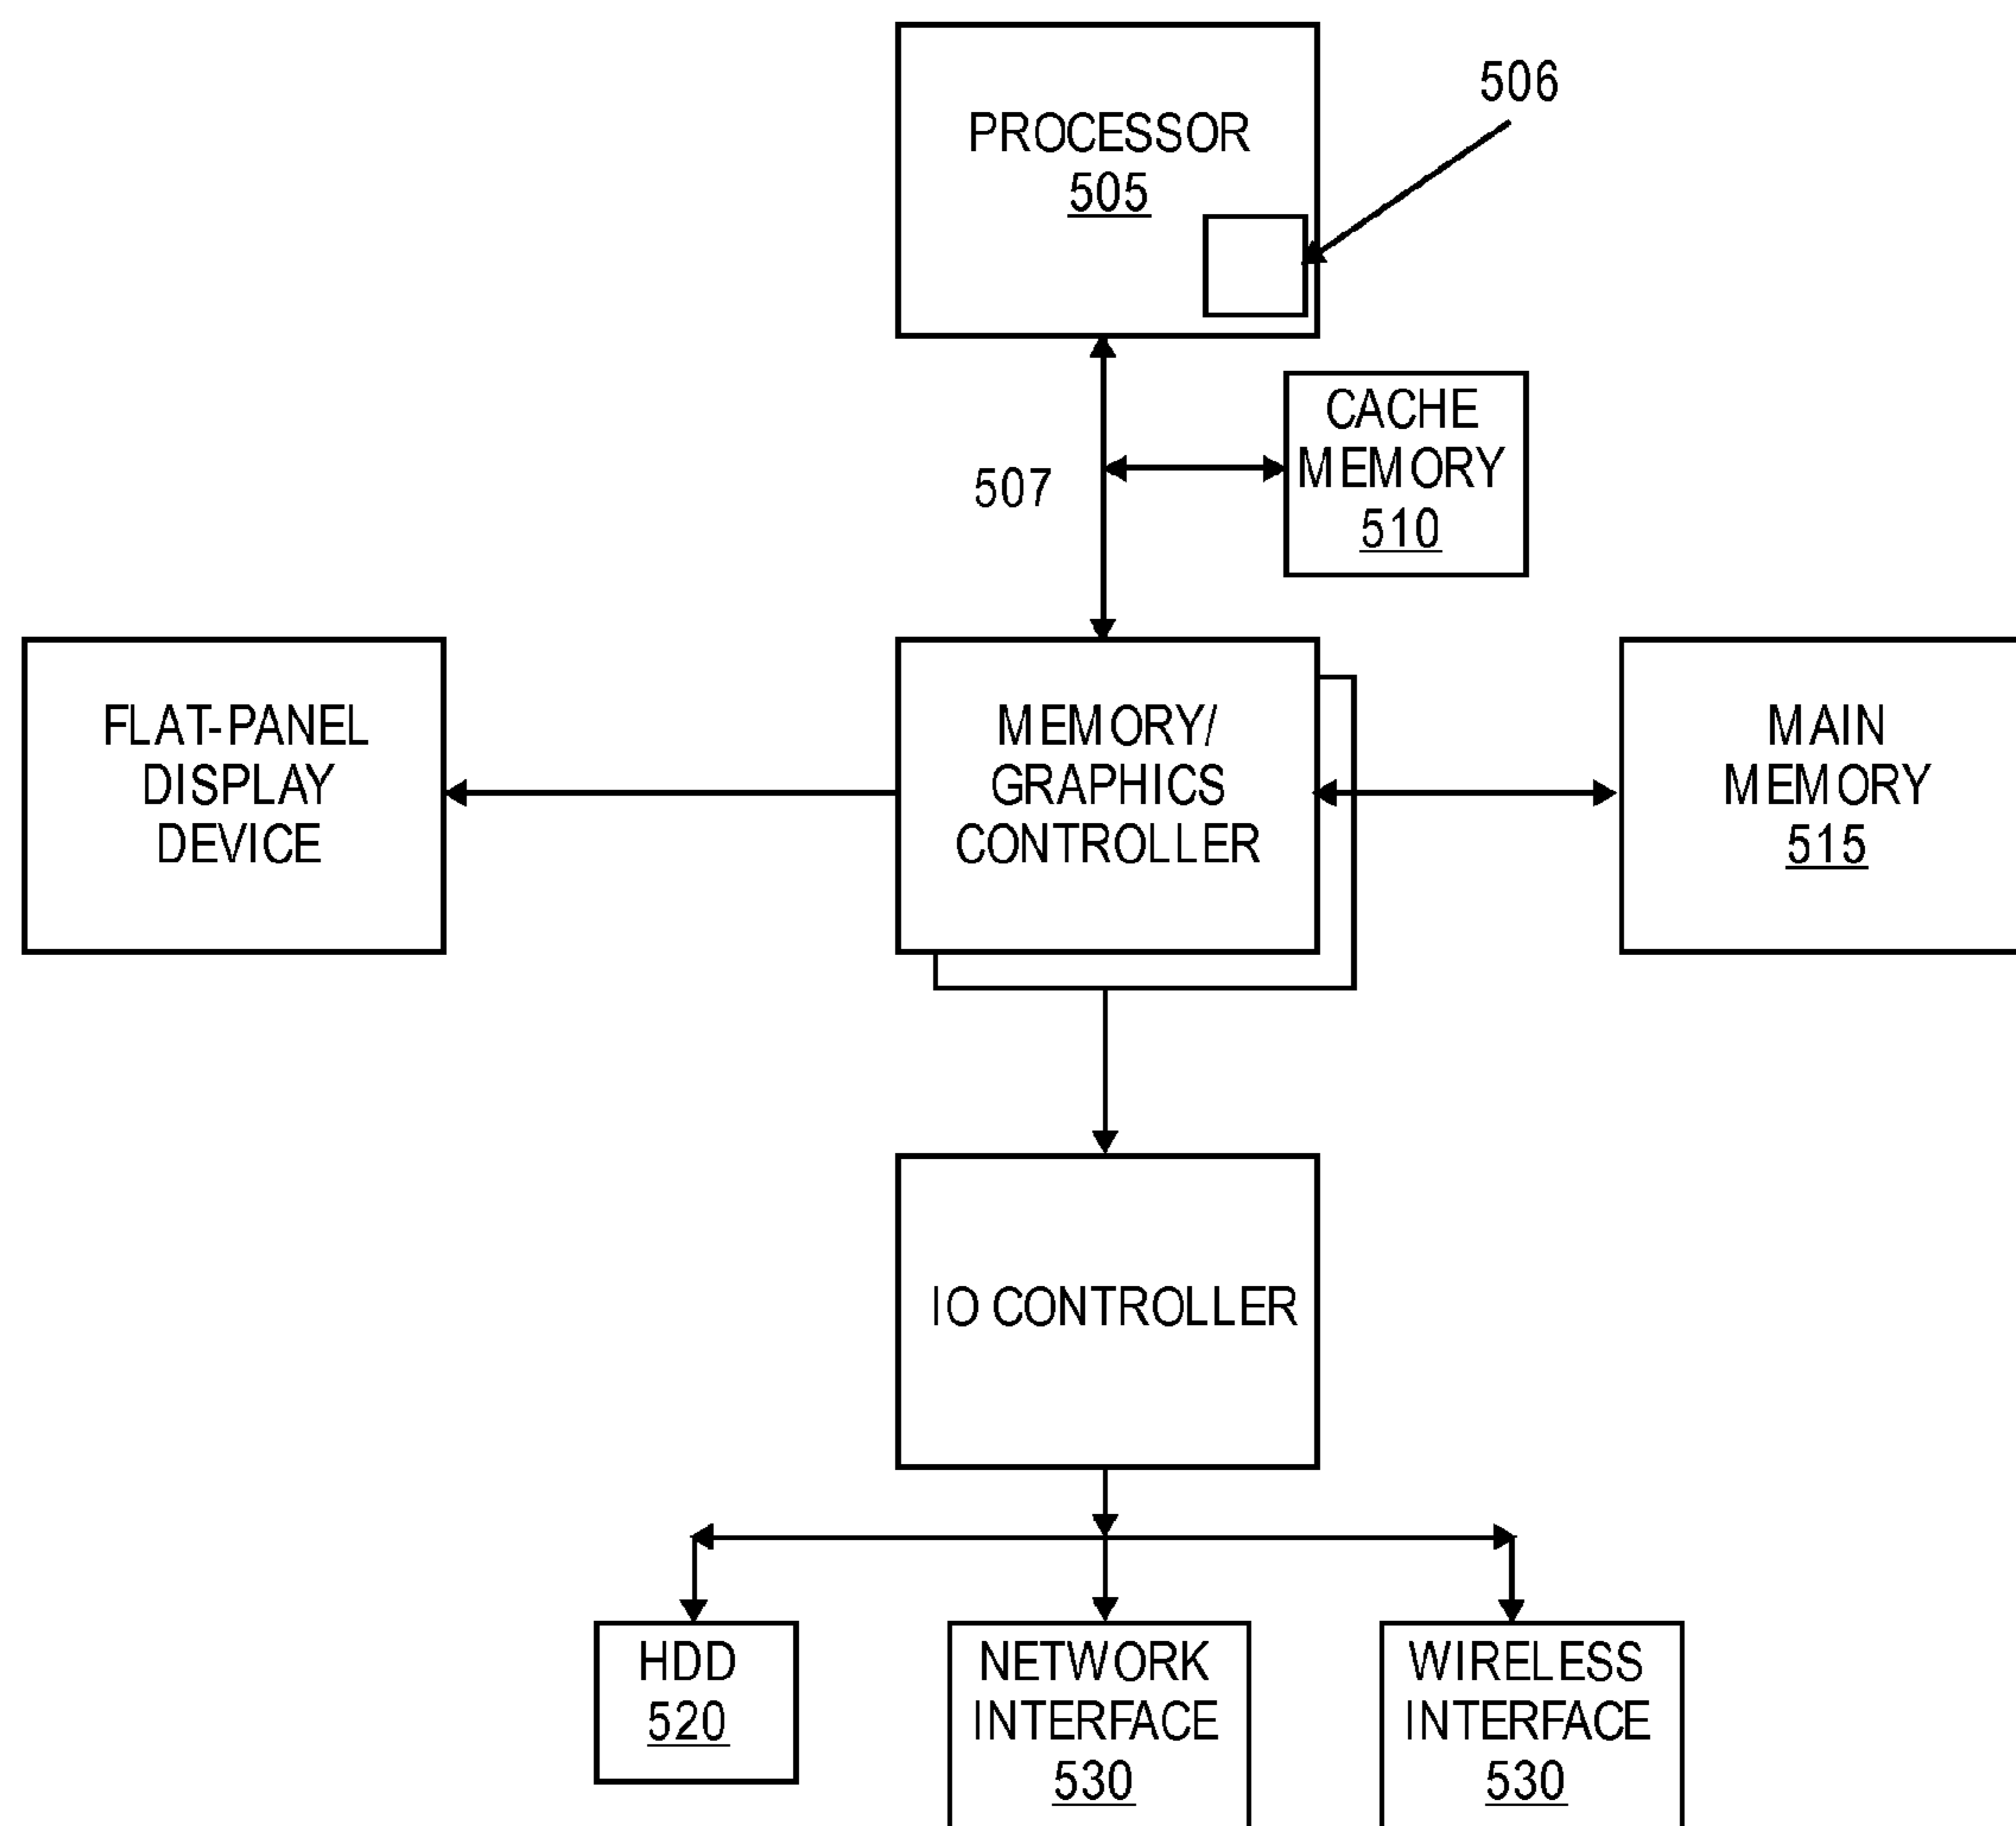 PROCESSOR
505
506
CACHE
MEMORY
510
507
FLAT-PANEL
DISPLAY
DEVICE
MEMORY/
GRAPHICS
CONTROLLER
MAIN
MEMORY
515
IO CONTROLLER
HDD
520
NETWORK
INTERFACE
530
WIRELESS
INTERFACE
530